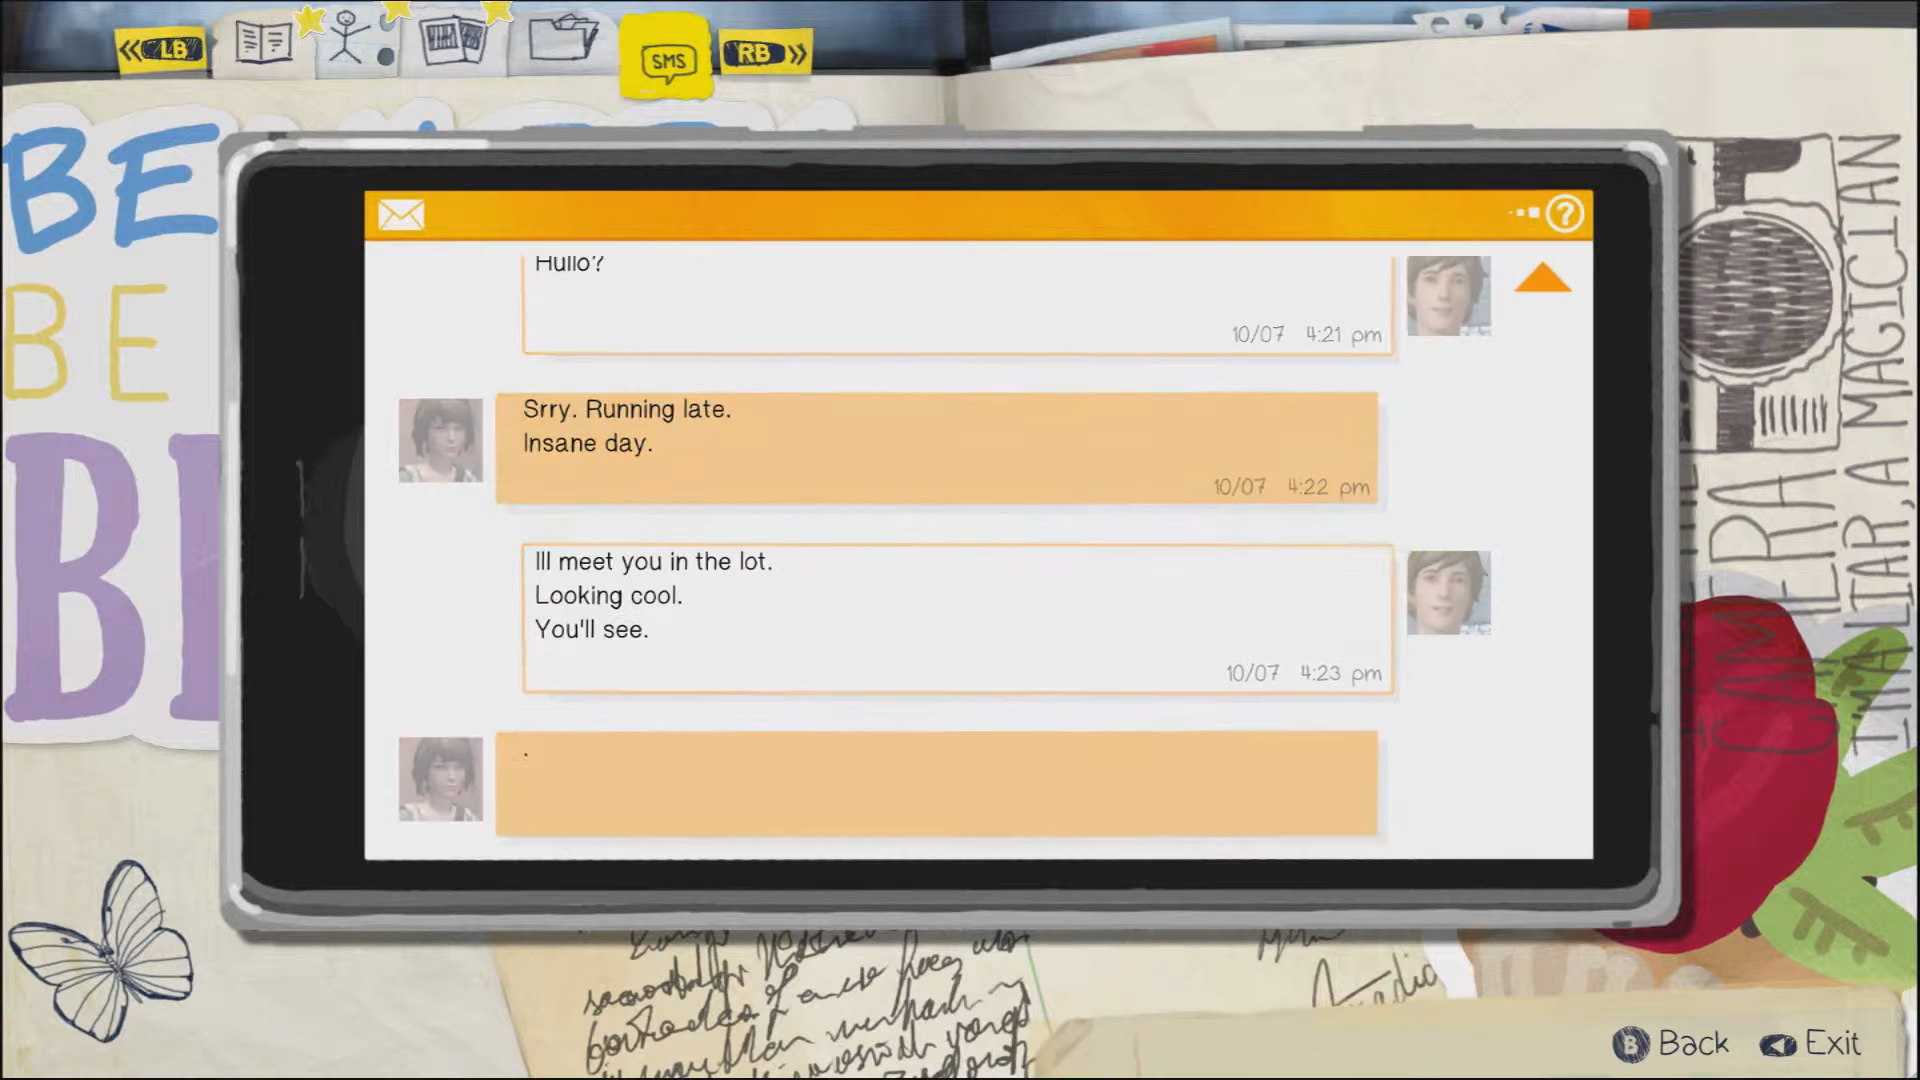 LB
SMS
RB
BE
BE
Hullo?
10/07 4:21 pm
Srry. Running late.
Insane day.
10/07 4:22 pm
Ill meet you in the lot.
Looking cool.
You'll see.
10/07 4:23 pm
.
CAMERA
LIAR, A MAGICIAN
B Back
Exit